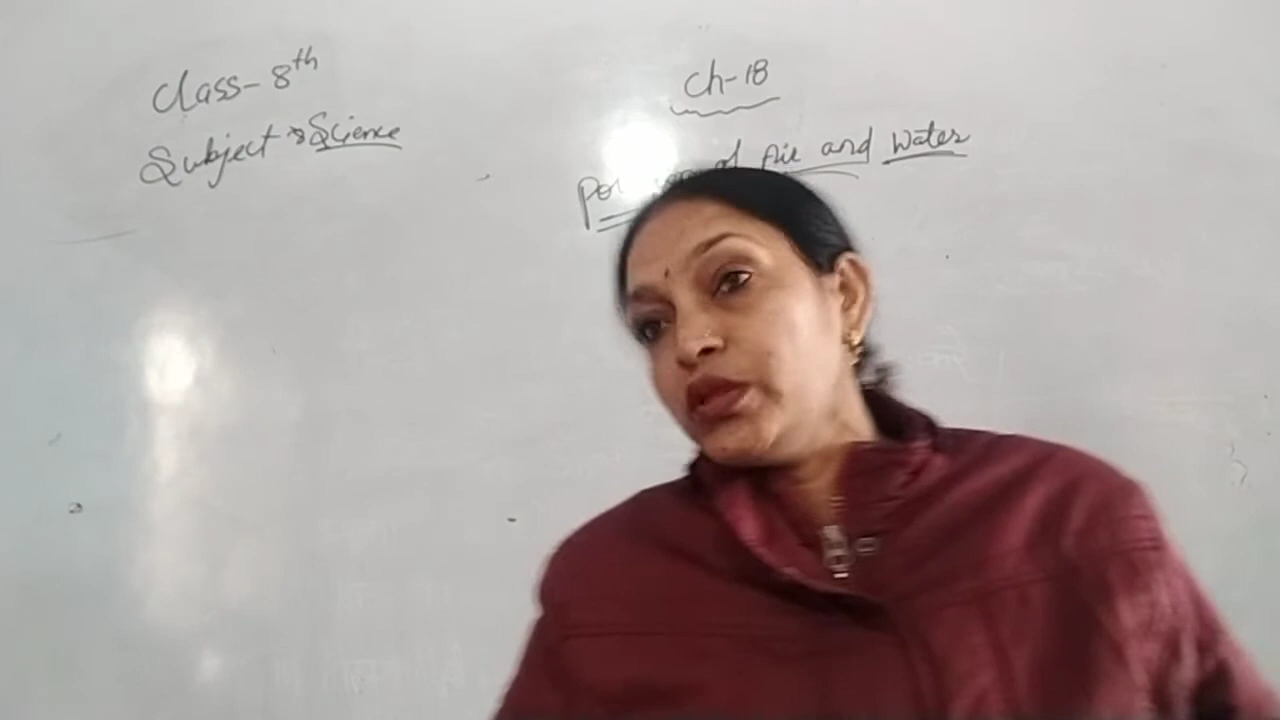 Class-8th
Subject:Science
Ch-18
of Air and Water